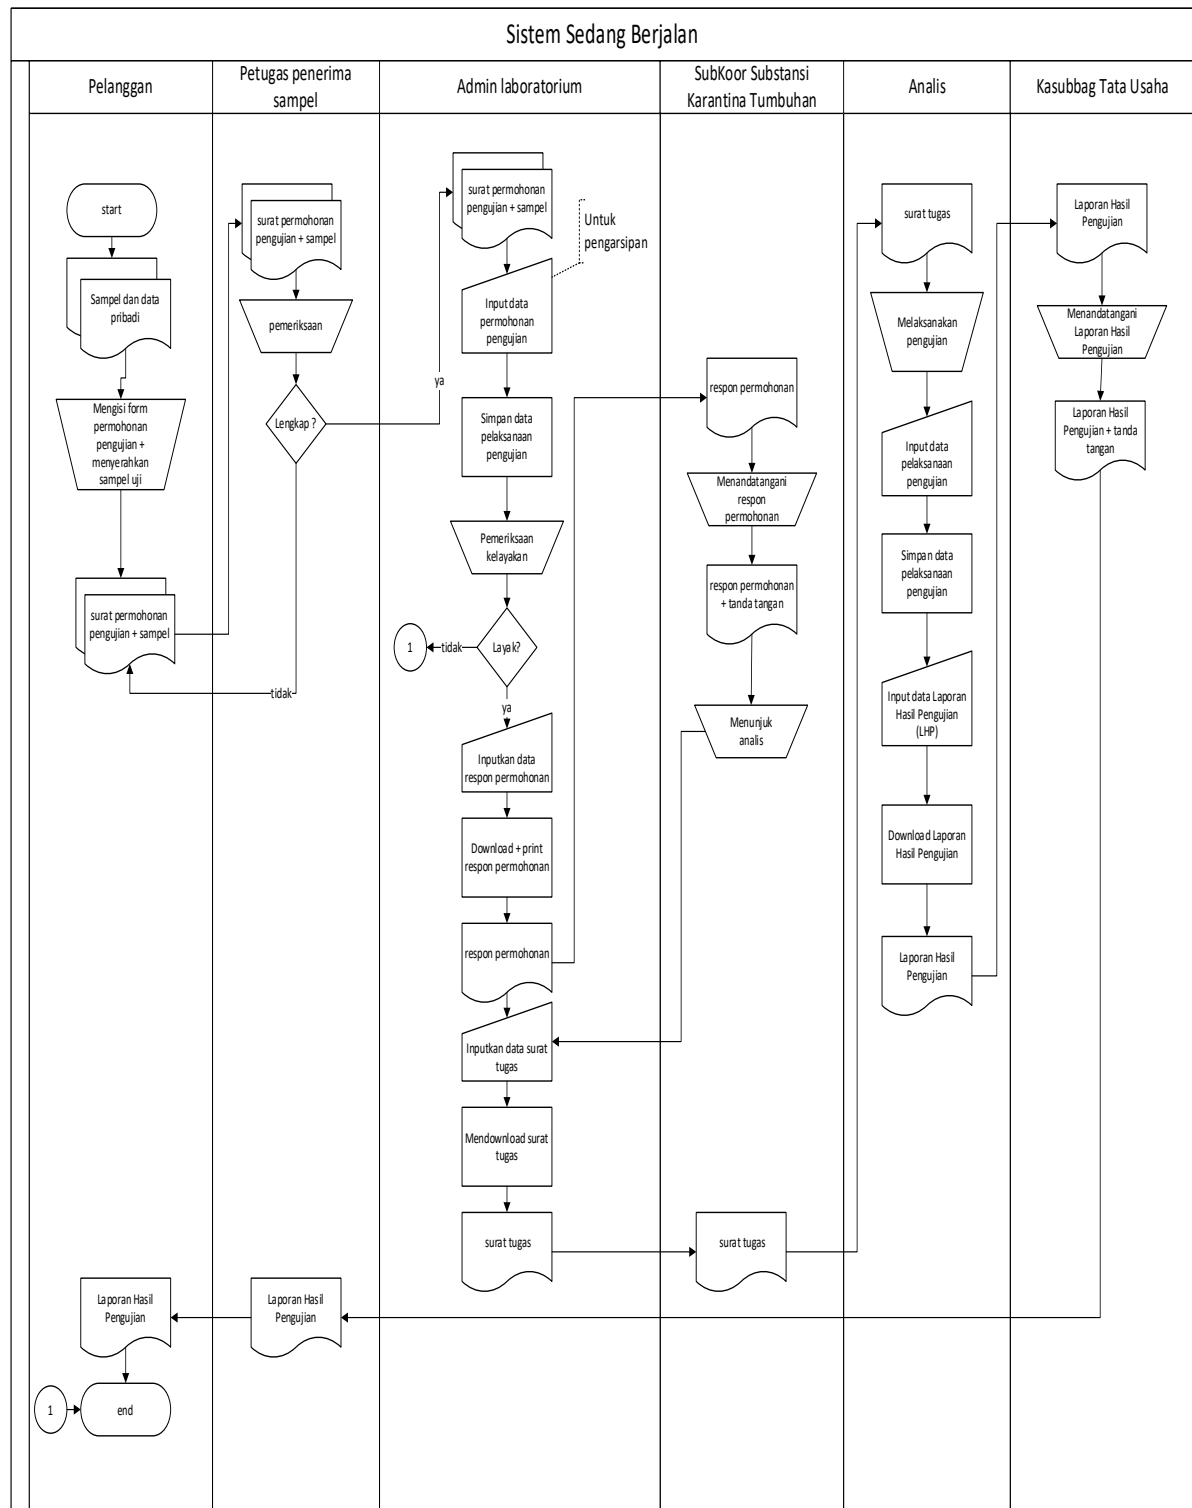 Sistem Sedang Berjalan
Pelanggan
Petugas penerima
sampel
Admin laboratorium
SubKoor Substansi
Karantina Tumbuhan
Analis
Kasubbag Tata Usaha
start
Sampel dan data
pribadi
Mengisi form
permohonan
pengujian +
menyerahkan
sampel uji
surat permohonan
pengujian + sampel
surat permohonan
pengujian + sampel
pemeriksaan
Lengkap ?
ya
tidak
surat permohonan
pengujian + sampel
Untuk
pengarsipan
Input data
permohonan
pengujian
Simpan data
pelaksanaan
pengujian
Pemeriksaan
kelayakan
Layak?
tidak
1
ya
Inputkan data
respon permohonan
Download + print
respon permohonan
respon permohonan
Inputkan data surat
tugas
Mendownload surat
tugas
surat tugas
respon permohonan
Menandatangani
respon
permohonan
respon permohonan
+ tanda tangan
Menunjuk
analis
surat tugas
surat tugas
Melaksanakan
pengujian
Input data
pelaksanaan
pengujian
Simpan data
pelaksanaan
pengujian
Input data Laporan
Hasil Pengujian
(LHP)
Download Laporan
Hasil Pengujian
Laporan Hasil
Pengujian
Laporan Hasil
Pengujian
Menandatangani
Laporan Hasil
Pengujian
Laporan Hasil
Pengujian + tanda
tangan
Laporan Hasil
Pengujian
Laporan Hasil
Pengujian
1
end